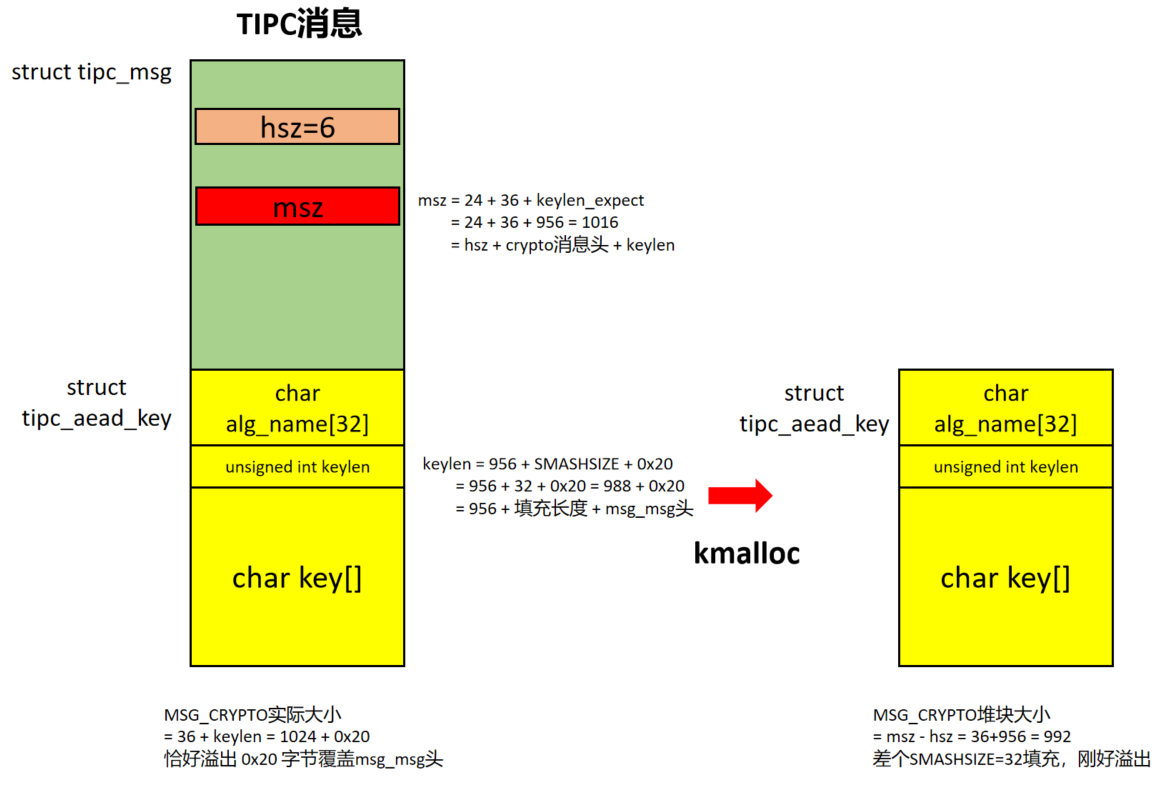 TIPC消息
struct tipc_msg
hsz=6
msz
msz = 24 + 36 + keylen_expect
= 24 + 36 + 956 = 1016
= hsz + crypto消息头 + keylen
struct
tipc_aead_key
char
alg_name[32]
unsigned int keylen
char key[]
keylen = 956 + SMASHSIZE + 0x20
= 956 + 32 + 0x20 = 988 + 0x20
= 956 + 填充长度 + msg_msg头
kmalloc
struct
tipc_aead_key
char
alg_name[32]
unsigned int keylen
char key[]
MSG_CRYPTO实际大小
= 36 + keylen = 1024 + 0x20
恰好溢出 0x20 字节覆盖msg_msg头
MSG_CRYPTO堆块大小
= msz - hsz = 36+956 = 992
差个SMASHSIZE=32填充，刚好溢出